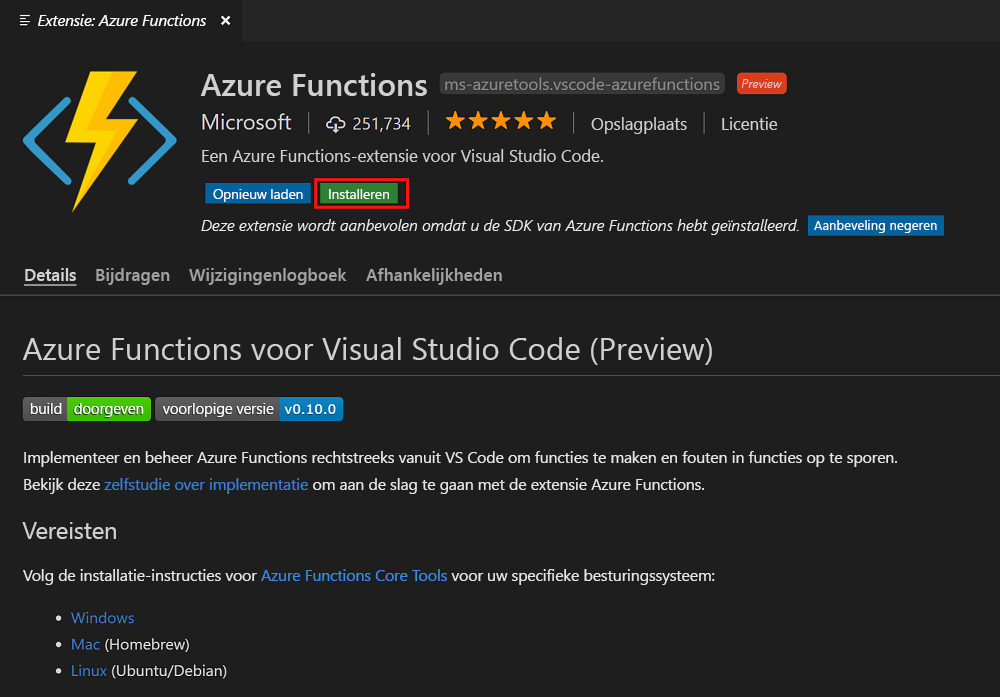 Extensie: Azure Functions
Azure Functions ms-azuretools.vscode-azurefunctions Preview
Microsoft 251,734 Opslagplaats Licentie
Een Azure Functions-extensie voor Visual Studio Code.
Opnieuw laden Installeren
Deze extensie wordt aanbevolen omdat u de SDK van Azure Functions hebt geïnstalleerd. Aanbeveling negeren
Details Bijdragen Wijzigingenlogboek Afhankelijkheden
Azure Functions voor Visual Studio Code (Preview)
build doorgeven voorlopige versie v0.10.0
Implementeer en beheer Azure Functions rechtstreeks vanuit VS Code om functies te maken en fouten in functies op te sporen.
Bekijk deze zelfstudie over implementatie om aan de slag te gaan met de extensie Azure Functions.
Vereisten
Volg de installatie-instructies voor Azure Functions Core Tools voor uw specifieke besturingssysteem:
• Windows
• Mac (Homebrew)
• Linux (Ubuntu/Debian)